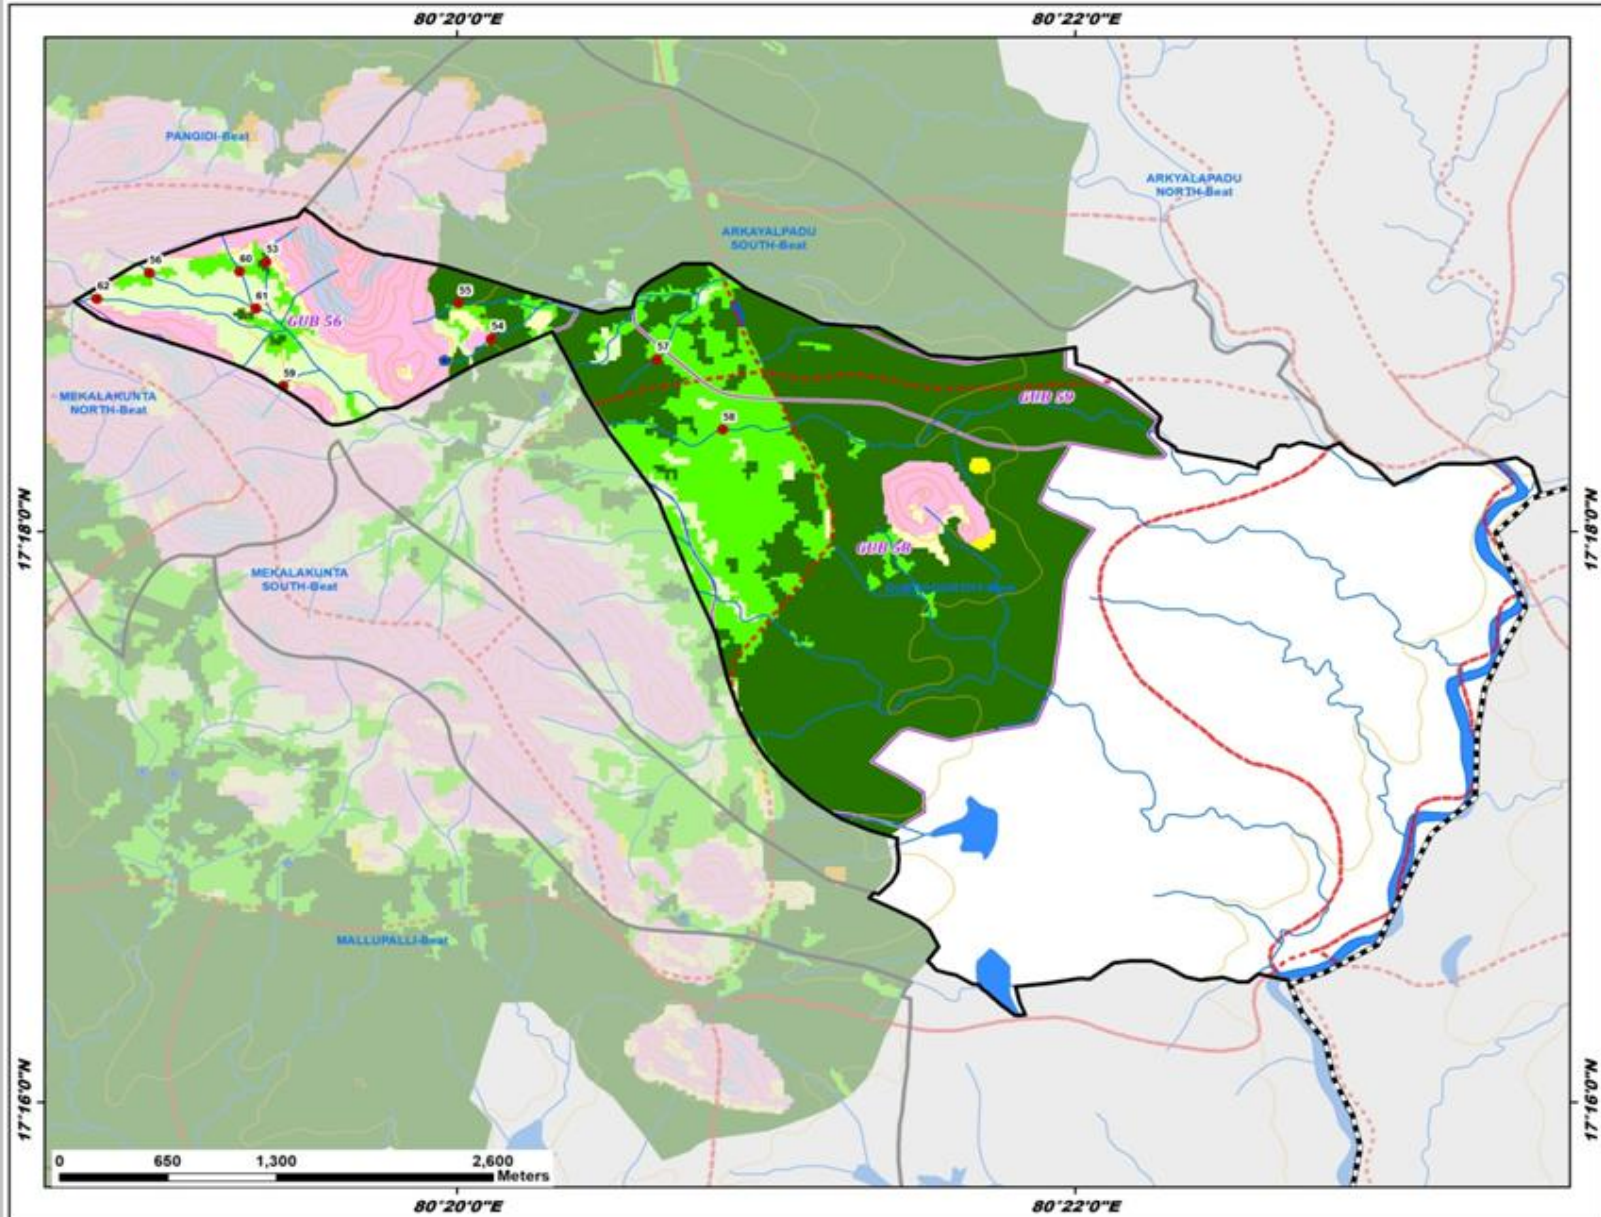 80°20'0"E 80°22'0"E
PANGIDI-Beat
ARKYALAPADU
NORTH-Beat
ARKAYALPADU
SOUTH-Beat
53
56
60
62
61
55
GUB 56
54
57
59
MEKALAKUNTA
NORTH-Beat
GUB 59
58
17°18'0"N 17°18'0"N
GUB 58
MEKALAKUNTA
SOUTH-Beat
MALLUPALLI-Beat
17°16'0"N 17°16'0"N
0 650 1,300 2,600
Meters
80°20'0"E 80°22'0"E